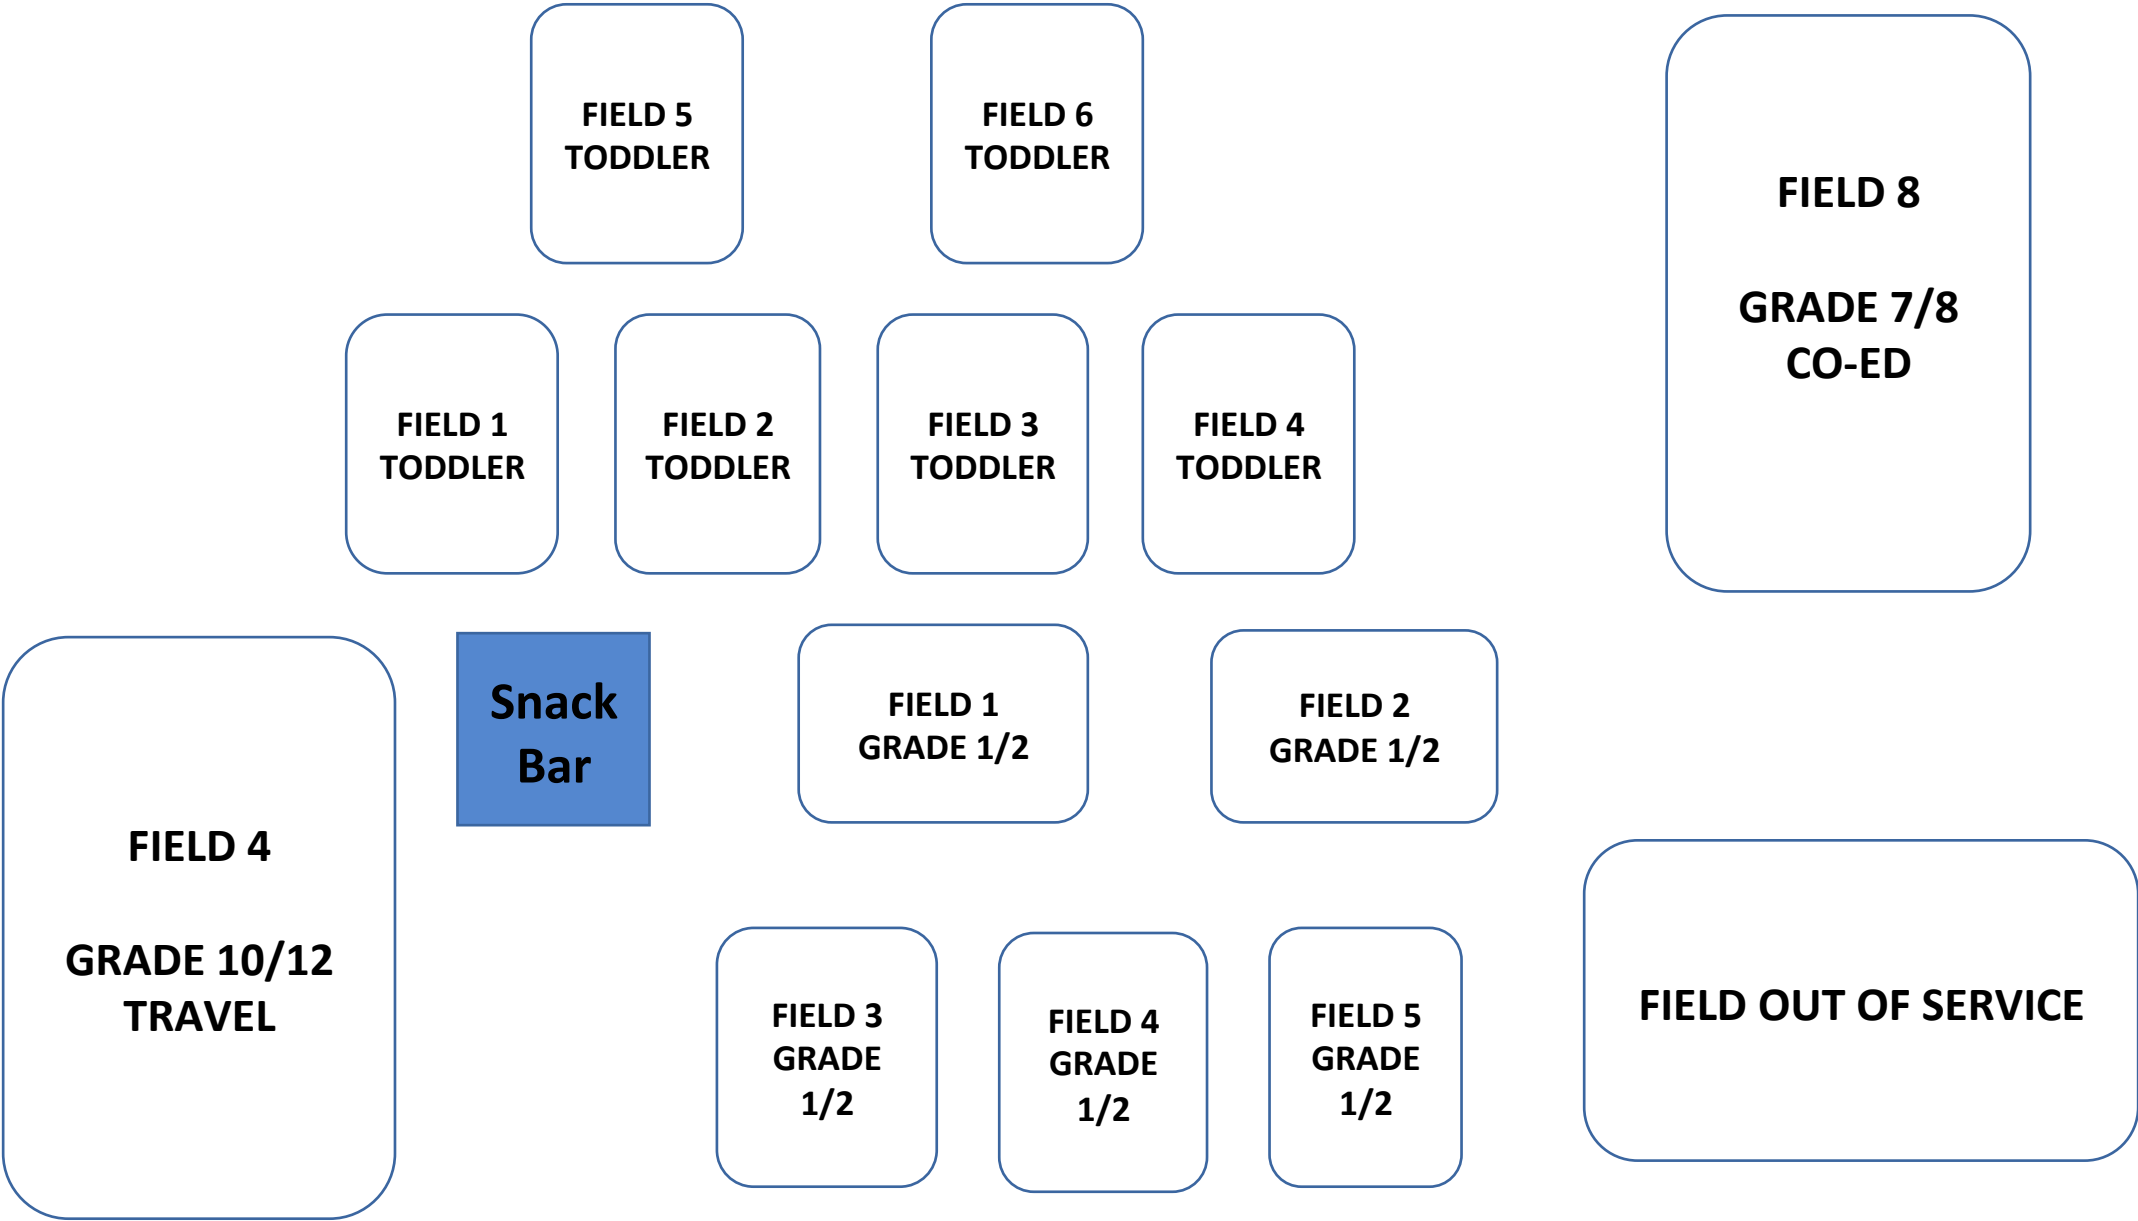 FIELD 5
TODDLER
FIELD 6
TODDLER
FIELD 8
GRADE 7/8
CO-ED
FIELD 1
TODDLER
FIELD 2
TODDLER
FIELD 3
TODDLER
FIELD 4
TODDLER
Snack
Bar
FIELD 1
GRADE 1/2
FIELD 2
GRADE 1/2
FIELD 4
GRADE 10/12
TRAVEL
FIELD 3
GRADE
1/2
FIELD 4
GRADE
1/2
FIELD 5
GRADE
1/2
FIELD OUT OF SERVICE